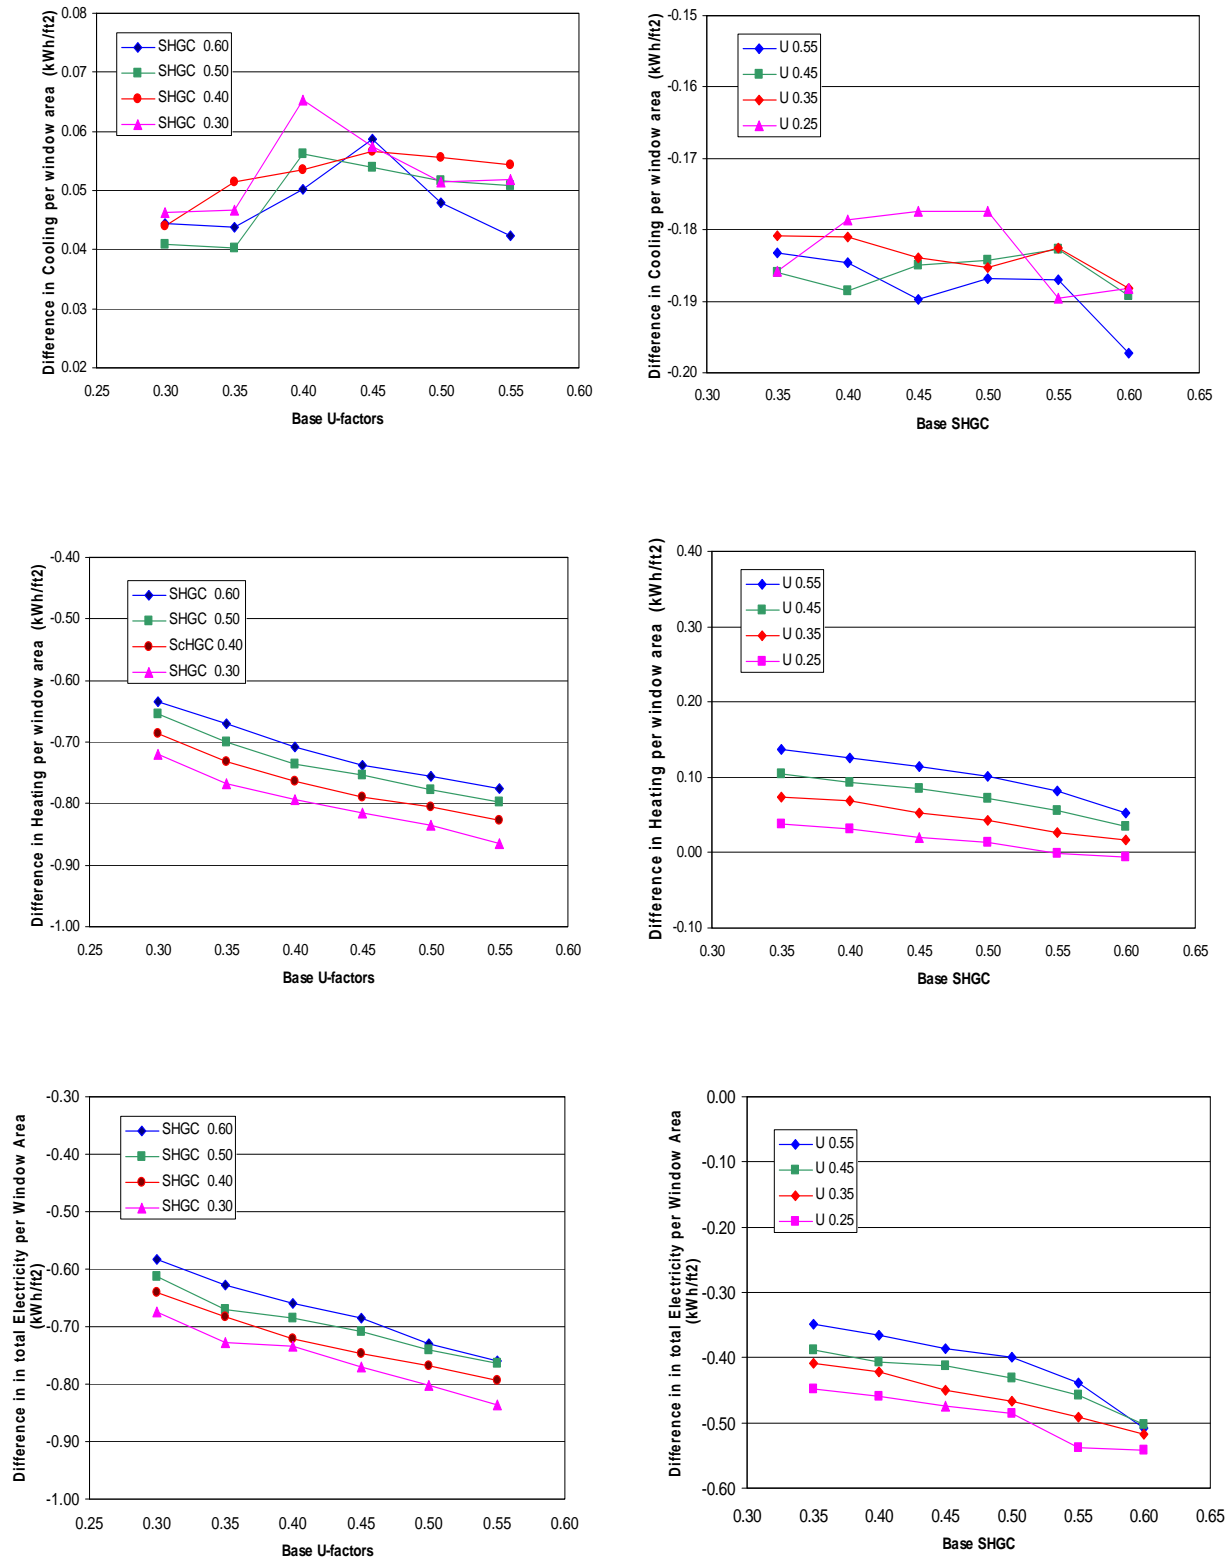 Difference in Cooling per window area (kWh/ft2)
0.08
0.07
0.06
0.05
0.04
0.03
0.02
SHGC 0.60
SHGC 0.50
SHGC 0.40
SHGC 0.30
0.25 0.30 0.35 0.40 0.45 0.50 0.55 0.60
Base U-factors
Difference in Cooling per window area (kWh/ft2)
-0.15
-0.16
-0.17
-0.18
-0.19
-0.20
U 0.55
U 0.45
U 0.35
U 0.25
0.30 0.35 0.40 0.45 0.50 0.55 0.60 0.65
Base SHGC
Difference in Heating per window area (kWh/ft2)
-0.40
-0.50
-0.60
-0.70
-0.80
-0.90
-1.00
SHGC 0.60
SHGC 0.50
ScHGC 0.40
SHGC 0.30
0.25 0.30 0.35 0.40 0.45 0.50 0.55 0.60
Base U-factors
Difference in Heating per window area (kWh/ft2)
0.40
0.30
0.20
0.10
0.00
-0.10
U 0.55
U 0.45
U 0.35
U 0.25
0.30 0.35 0.40 0.45 0.50 0.55 0.60 0.65
Base SHGC
Difference in in total Electricity per Window Area
(kWh/ft2)
-0.30
-0.40
-0.50
-0.60
-0.70
-0.80
-0.90
-1.00
SHGC 0.60
SHGC 0.50
SHGC 0.40
SHGC 0.30
0.25 0.30 0.35 0.40 0.45 0.50 0.55 0.60
Base U-factors
Difference in in total Electricity per Window Area
(kWh/ft2)
0.00
-0.10
-0.20
-0.30
-0.40
-0.50
-0.60
U 0.55
U 0.45
U 0.35
U 0.25
0.30 0.35 0.40 0.45 0.50 0.55 0.60 0.65
Base SHGC